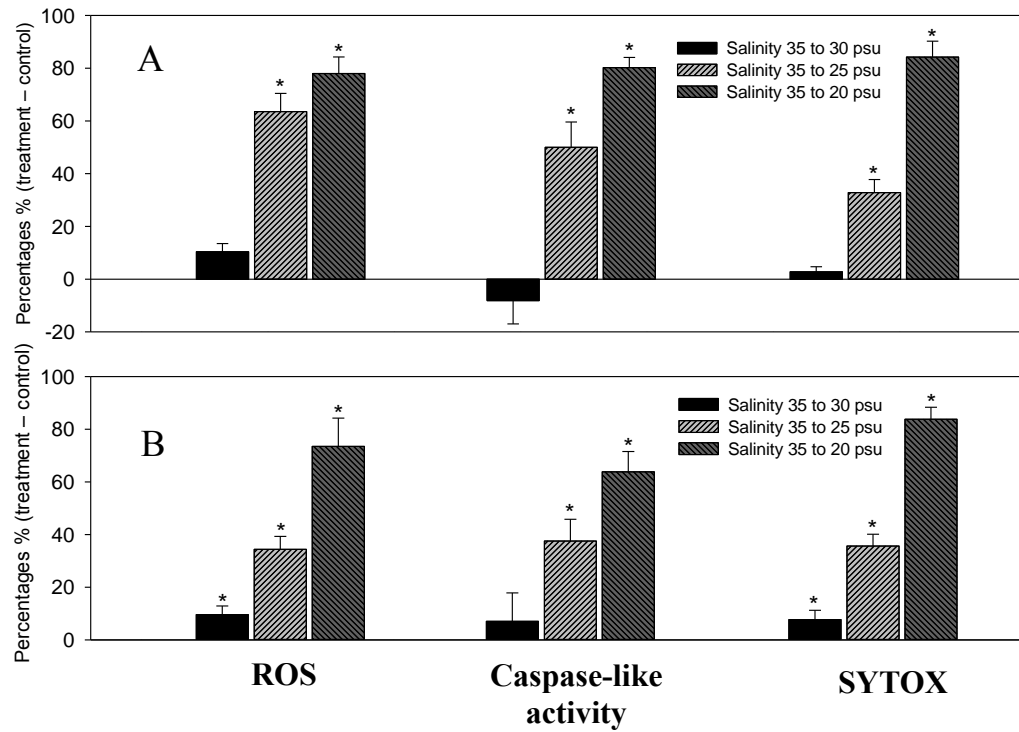 100
80
60
40
20
0
-20
Percentages % (treatment – control)
A
* * * * * *
Salinity 35 to 30 psu
Salinity 35 to 25 psu
Salinity 35 to 20 psu
100
80
60
40
20
0
Percentages % (treatment – control)
B
* * * * * * * *
Salinity 35 to 30 psu
Salinity 35 to 25 psu
Salinity 35 to 20 psu
ROS
Caspase-like
activity
SYTOX